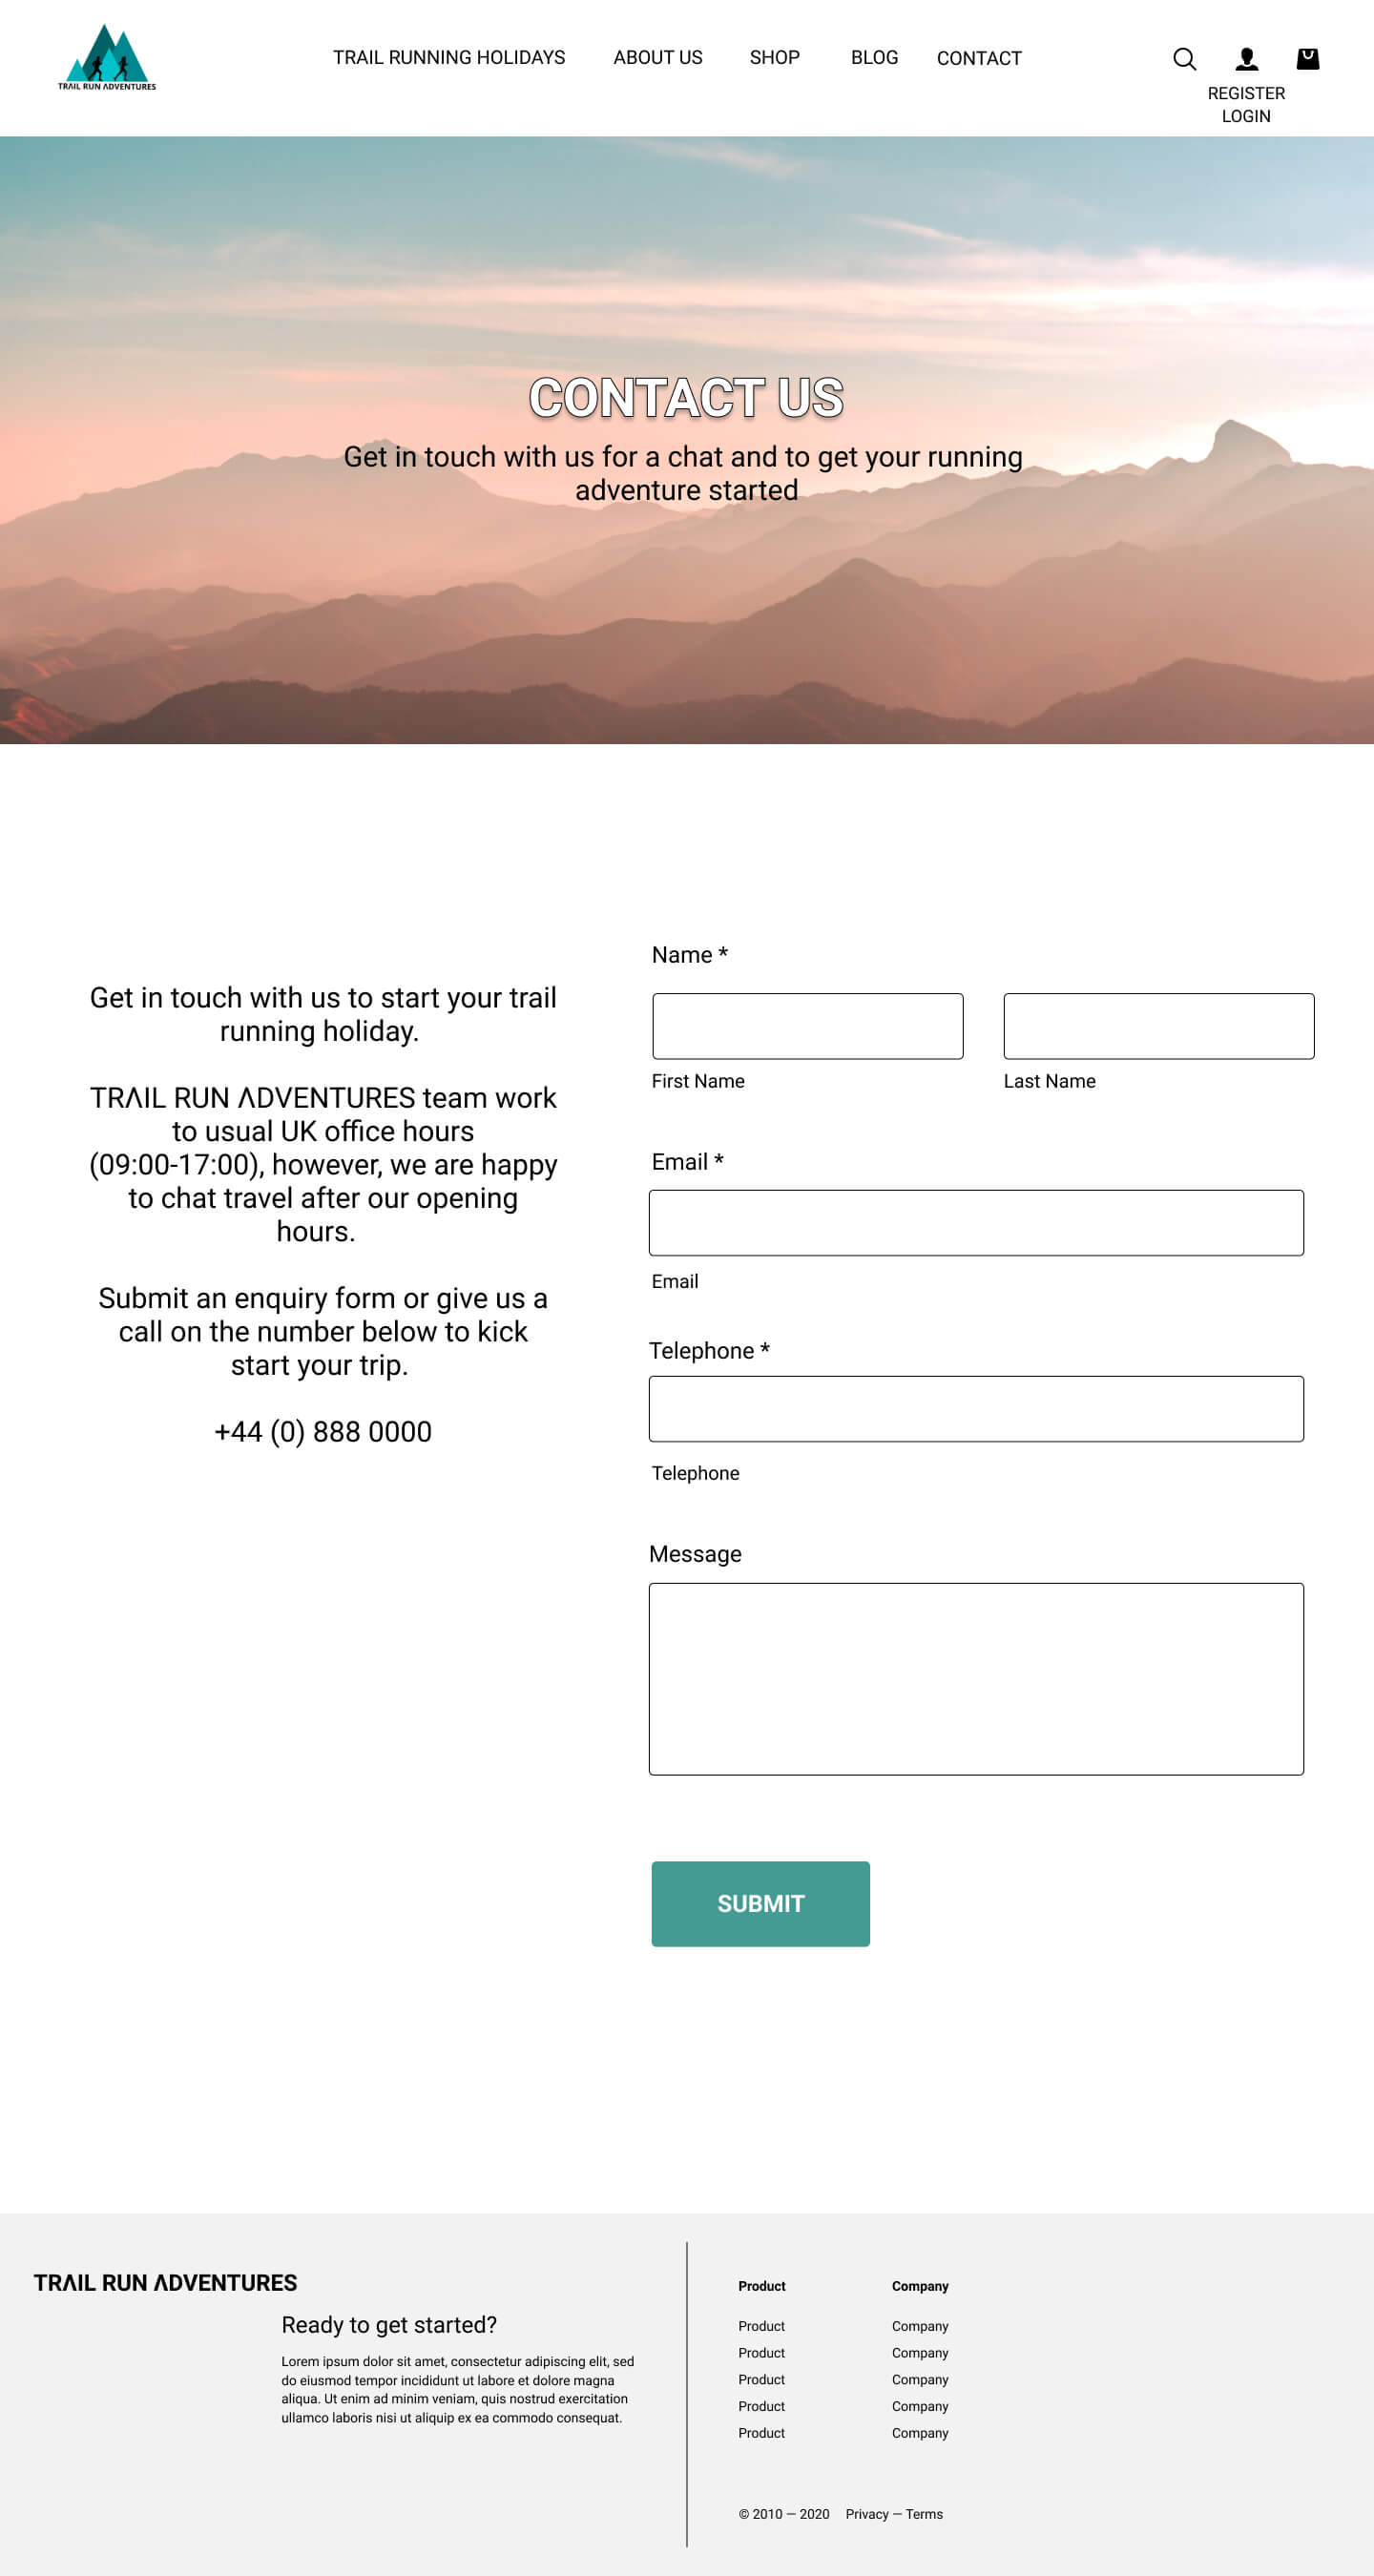 TRΛIL RUN ΛDVENTURES
TRAIL RUNNING HOLIDAYS
ABOUT US
SHOP
BLOG
CONTACT
REGISTER
LOGIN
CONTACT US
Get in touch with us for a chat and to get your running
adventure started
Get in touch with us to start your trail
running holiday.
TRΛIL RUN ΛDVENTURES team work
to usual UK office hours
(09:00-17:00), however, we are happy
to chat travel after our opening
hours.
Submit an enquiry form or give us a
call on the number below to kick
start your trip.
+44 (0) 888 0000
Name *
First Name
Last Name
Email *
Email
Telephone *
Telephone
Message
SUBMIT
TRΛIL RUN ΛDVENTURES
Ready to get started?
Lorem ipsum dolor sit amet, consectetur adipiscing elit, sed
do eiusmod tempor incididunt ut labore et dolore magna
aliqua. Ut enim ad minim veniam, quis nostrud exercitation
ullamco laboris nisi ut aliquip ex ea commodo consequat.
Product
Product
Product
Product
Product
Product
Company
Company
Company
Company
Company
Company
© 2010 — 2020
Privacy — Terms